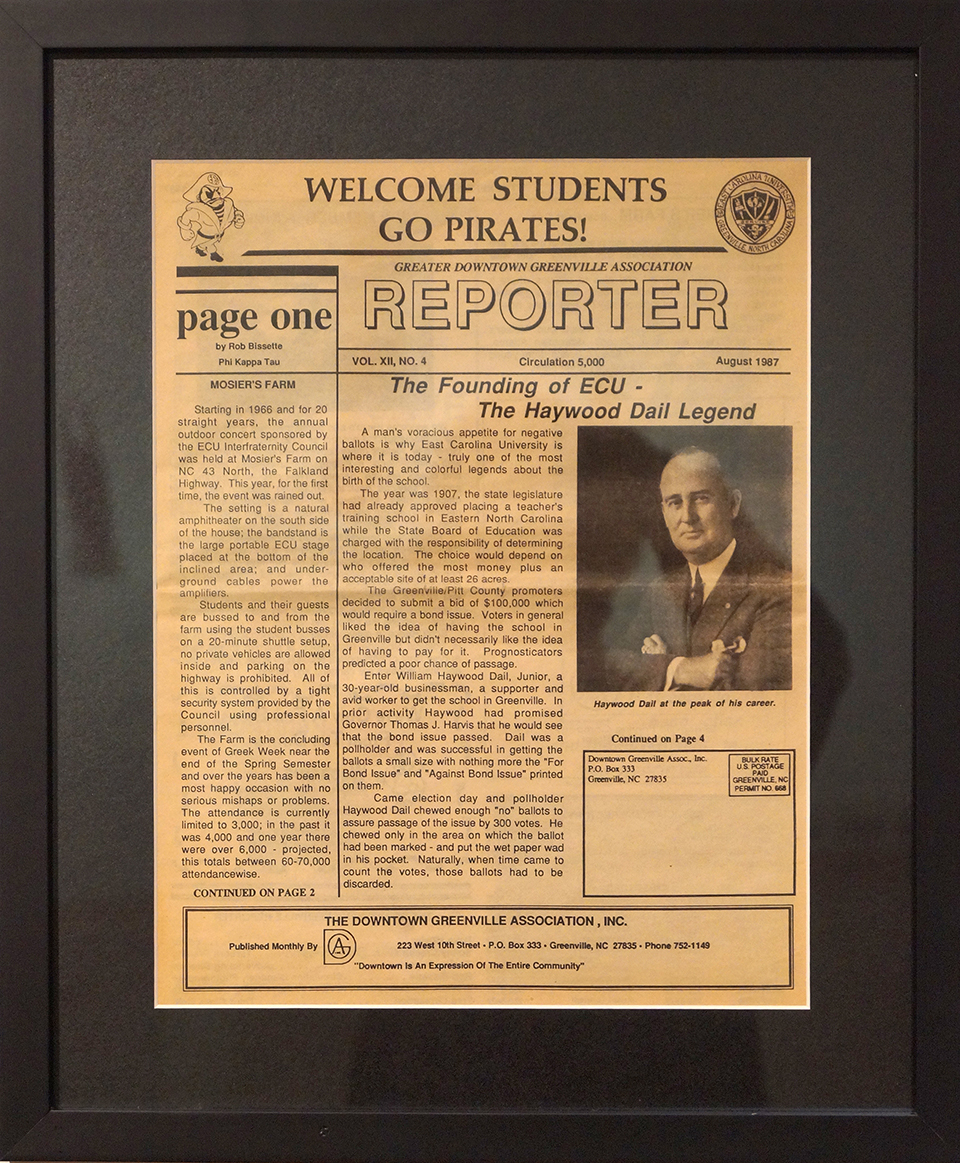 WELCOME STUDENTS
GO PIRATES!
EAST CAROLINA UNIVERSITY
GREENVILLE, NORTH CAROLINA
GREATER DOWNTOWN GREENVILLE ASSOCIATION
REPORTER
VOL. XII, NO. 4 Circulation 5,000 August 1987
page one
by Rob Bissette
Phi Kappa Tau
MOSIER'S FARM
Starting in 1966 and for 20
straight years, the annual
outdoor concert sponsored by
the ECU Interfraternity Council
was held at Mosier's Farm on
NC 43 North, the Falkland
Highway. This year, for the first
time, the event was rained out.
The setting is a natural
amphitheater on the south side
of the house; the bandstand is
the large portable ECU stage
placed at the bottom of the
inclined area; and under-
ground cables power the
amplifiers.
Students and their guests
are bussed to and from the
farm using the student busses
on a 20-minute shuttle setup,
no private vehicles are allowed
inside and parking on the
highway is prohibited. All of
this is controlled by a tight
security system provided by the
Council using professional
personnel.
The Farm is the concluding
event of Greek Week near the
end of the Spring Semester
and over the years has been a
most happy occasion with no
serious mishaps or problems.
The attendance is currently
limited to 3,000; in the past it
was 4,000 and one year there
were over 6,000 - projected,
this totals between 60-70,000
attendancewise.
CONTINUED ON PAGE 2
The Founding of ECU -
The Haywood Dail Legend
A man's voracious appetite for negative
ballots is why East Carolina University is
where it is today - truly one of the most
interesting and colorful legends about the
birth of the school.
The year was 1907, the state legislature
had already approved placing a teacher's
training school in Eastern North Carolina
while the State Board of Education was
charged with the responsibility of determining
the location. The choice would depend on
who offered the most money plus an
acceptable site of at least 26 acres.
The Greenville/Pitt County promoters
decided to submit a bid of $100,000 which
would require a bond issue. Voters in general
liked the idea of having the school in
Greenville but didn't necessarily like the idea
of having to pay for it. Prognosticators
predicted a poor chance of passage.
Enter William Haywood Dail, Junior, a
30-year-old businessman, a supporter and
avid worker to get the school in Greenville. In
prior activity Haywood had promised
Governor Thomas J. Harvis that he would see
that the bond issue passed. Dail was a
pollholder and was successful in getting the
ballots a small size with nothing more the "For
Bond Issue" and "Against Bond Issue" printed
on them.
Came election day and pollholder
Haywood Dail chewed enough "no" ballots to
assure passage of the issue by 300 votes. He
chewed only in the area on which the ballot
had been marked - and put the wet paper wad
in his pocket. Naturally, when time came to
count the votes, those ballots had to be
discarded.
Haywood Dail at the peak of his career.
Continued on Page 4
Downtown Greenville Assoc., Inc.
P.O. Box 333
Greenville, NC 27835
BULK RATE
U.S. POSTAGE
PAID
GREENVILLE, NC
PERMIT NO. 668
THE DOWNTOWN GREENVILLE ASSOCIATION , INC.
Published Monthly By DGA 223 West 10th Street • P.O. Box 333 • Greenville, NC 27835 • Phone 752-1149
"Downtown Is An Expression Of The Entire Community"